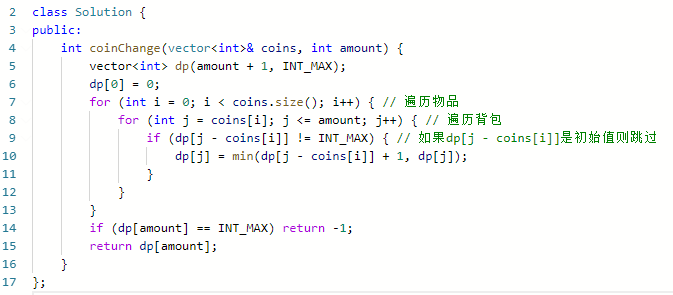 2 class Solution {
3 public:
4     int coinChange(vector<int>& coins, int amount) {
5         vector<int> dp(amount + 1, INT_MAX);
6         dp[0] = 0;
7         for (int i = 0; i < coins.size(); i++) { // 遍历物品
8             for (int j = coins[i]; j <= amount; j++) { // 遍历背包
9                 if (dp[j - coins[i]] != INT_MAX) { // 如果dp[j - coins[i]]是初始值则跳过
10                     dp[j] = min(dp[j - coins[i]] + 1, dp[j]);
11                 }
12             }
13         }
14         if (dp[amount] == INT_MAX) return -1;
15         return dp[amount];
16     }
17 };